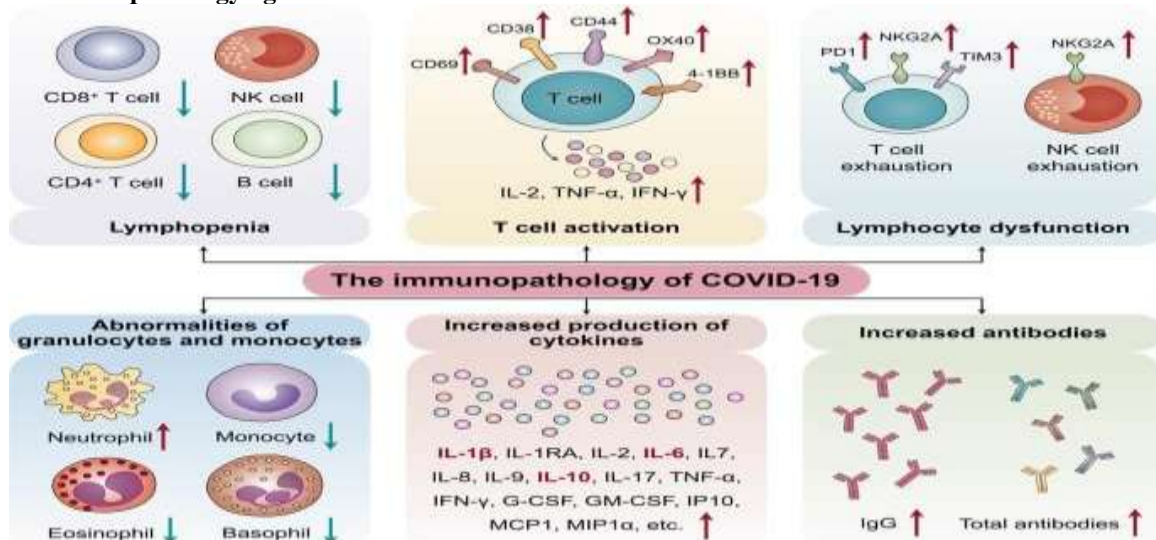 CD8⁺ T cell
NK cell
CD4⁺ T cell
B cell
Lymphopenia
CD69
CD38
CD44
OX40
4-1BB
T cell
IL-2, TNF-α, IFN-γ
T cell activation
PD1
NKG2A
TIM3
NKG2A
T cell
exhaustion
NK cell
exhaustion
Lymphocyte dysfunction
The immunopathology of COVID-19
Abnormalities of
granulocytes and monocytes
Neutrophil
Monocyte
Eosinophil
Basophil
Increased production of
cytokines
IL-1β, IL-1RA, IL-2, IL-6, IL7,
IL-8, IL-9, IL-10, IL-17, TNF-α,
IFN-γ, G-CSF, GM-CSF, IP10,
MCP1, MIP1α, etc.
Increased antibodies
IgG
Total antibodies